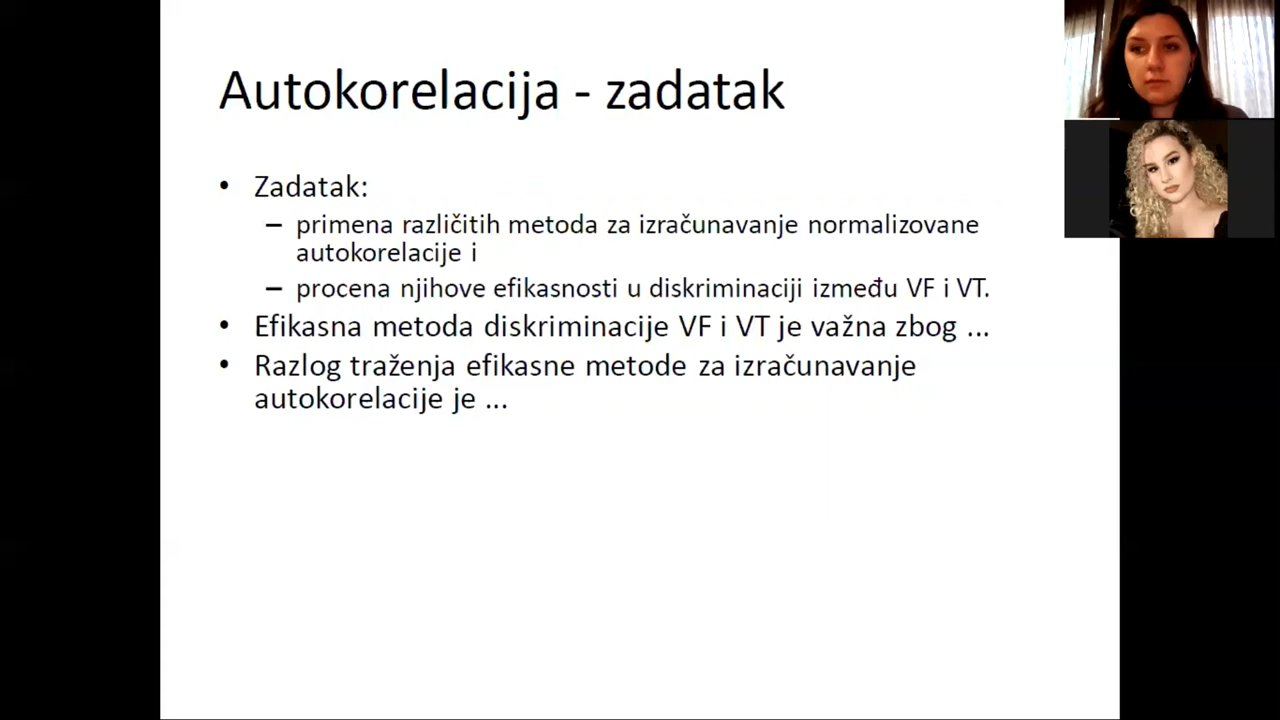 Autokorelacija - zadatak
• Zadatak:
– primena različitih metoda za izračunavanje normalizovane
autokorelacije i
– procena njihove efikasnosti u diskriminaciji između VF i VT.
• Efikasna metoda diskriminacije VF i VT je važna zbog ...
• Razlog traženja efikasne metode za izračunavanje
autokorelacije je ...